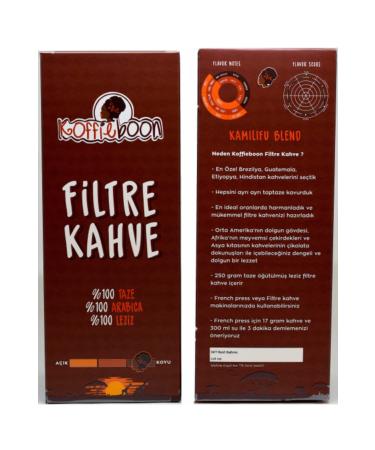 Koffieboon
FiLTRE
KAHVE
%100 TAZE
%100 ARABICA
%100 LEZIZ
AÇIK
KOYU
FLAVOR NOTES
FLAVOR SCORE
KAMILIFU BLEND
Neden Koffieboon Filtre Kahve ?
- En Özel Brezilya, Guatemala,
Etiyopya, Hindistan kahvelerini seçtik
- Hepsini ayrı ayrı taptaze kavurduk
- En ideal oranlarda harmanladık ve
mükemmel filtre kahvenizi hazırladık
- Orta Amerika'nın dolgun gövdesi,
Afrika'nın meyvemsi çekirdekleri ve
Asya kıtasının kahvelerinin çikolata
dokunuşları ile içebileceğiniz dengeli ve
dolgun bir lezzet
- 250 gram taze öğütülmüş leziz filtre
kahve içerir
- French press veya Filtre kahve
makinalarınızda kullanabilirsiniz
- French press için 17 gram kahve ve
300 ml su ile 3 dakika demlemenizi
öneriyoruz